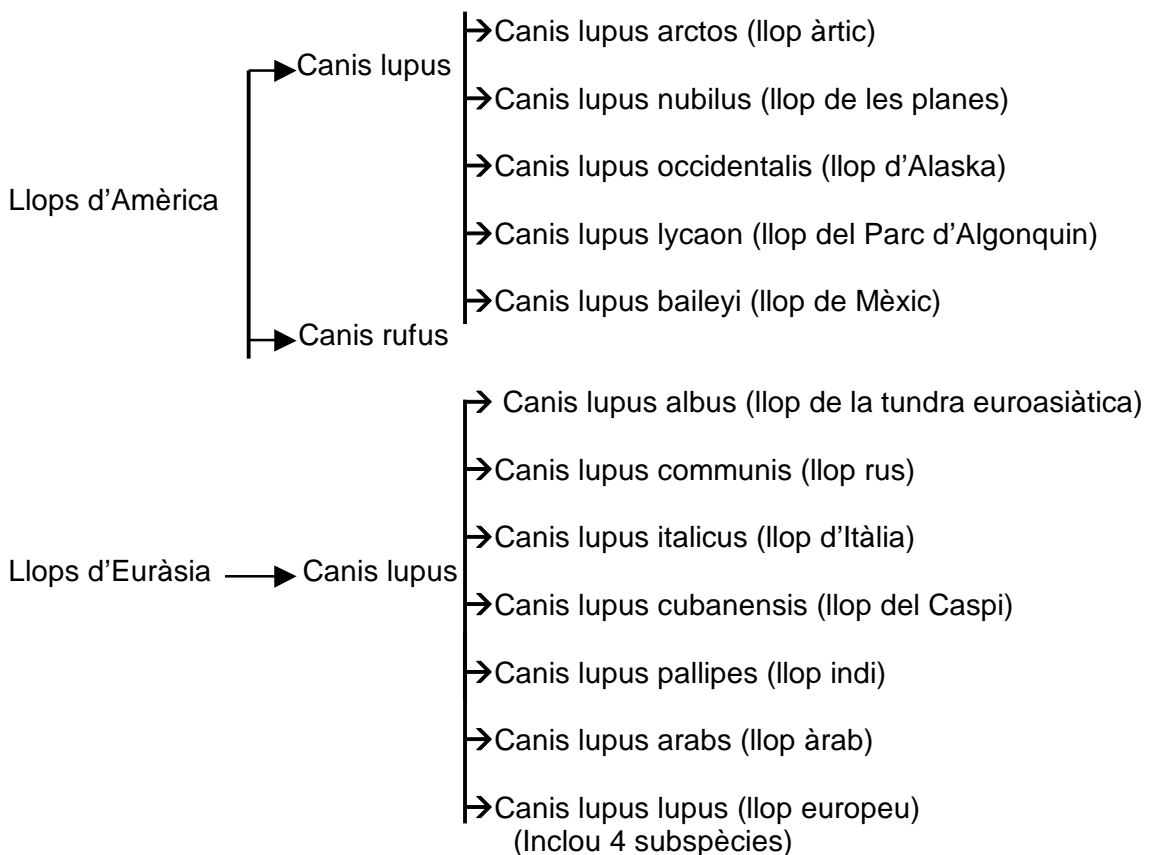 Canis lupus arctos (llop àrtic)
Canis lupus
Canis lupus nubilus (llop de les planes)
Canis lupus occidentalis (llop d’Alaska)
Llops d’Amèrica
Canis lupus lycaon (llop del Parc d’Algonquin)
Canis lupus baileyi (llop de Mèxic)
Canis rufus
Canis lupus albus (llop de la tundra euroasiàtica)
Canis lupus communis (llop rus)
Canis lupus italicus (llop d’Itàlia)
Llops d’Euràsia
Canis lupus
Canis lupus cubanensis (llop del Caspi)
Canis lupus pallipes (llop indi)
Canis lupus arabs (llop àrab)
Canis lupus lupus (llop europeu)
(Inclou 4 subspècies)